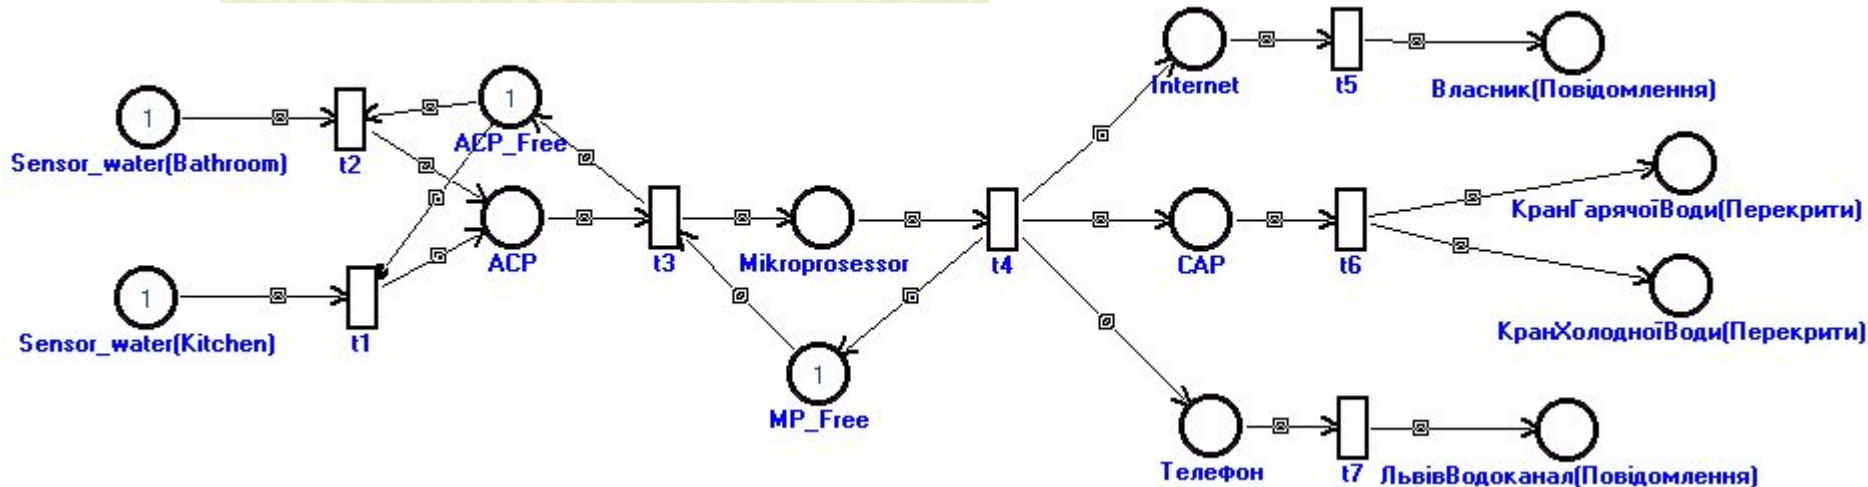 1
Sensor_water(Bathroom)
t2
1
ACP_Free
1
Sensor_water(Kitchen)
t1
ACP
t3
Mikroprosessor
1
MP_Free
t4
Internet
t5
Власник(Повідомлення)
CAP
t6
КранГарячоїВоди(Перекрити)
КранХолодноїВоди(Перекрити)
Телефон
t7
ЛьвівВодоканал(Повідомлення)